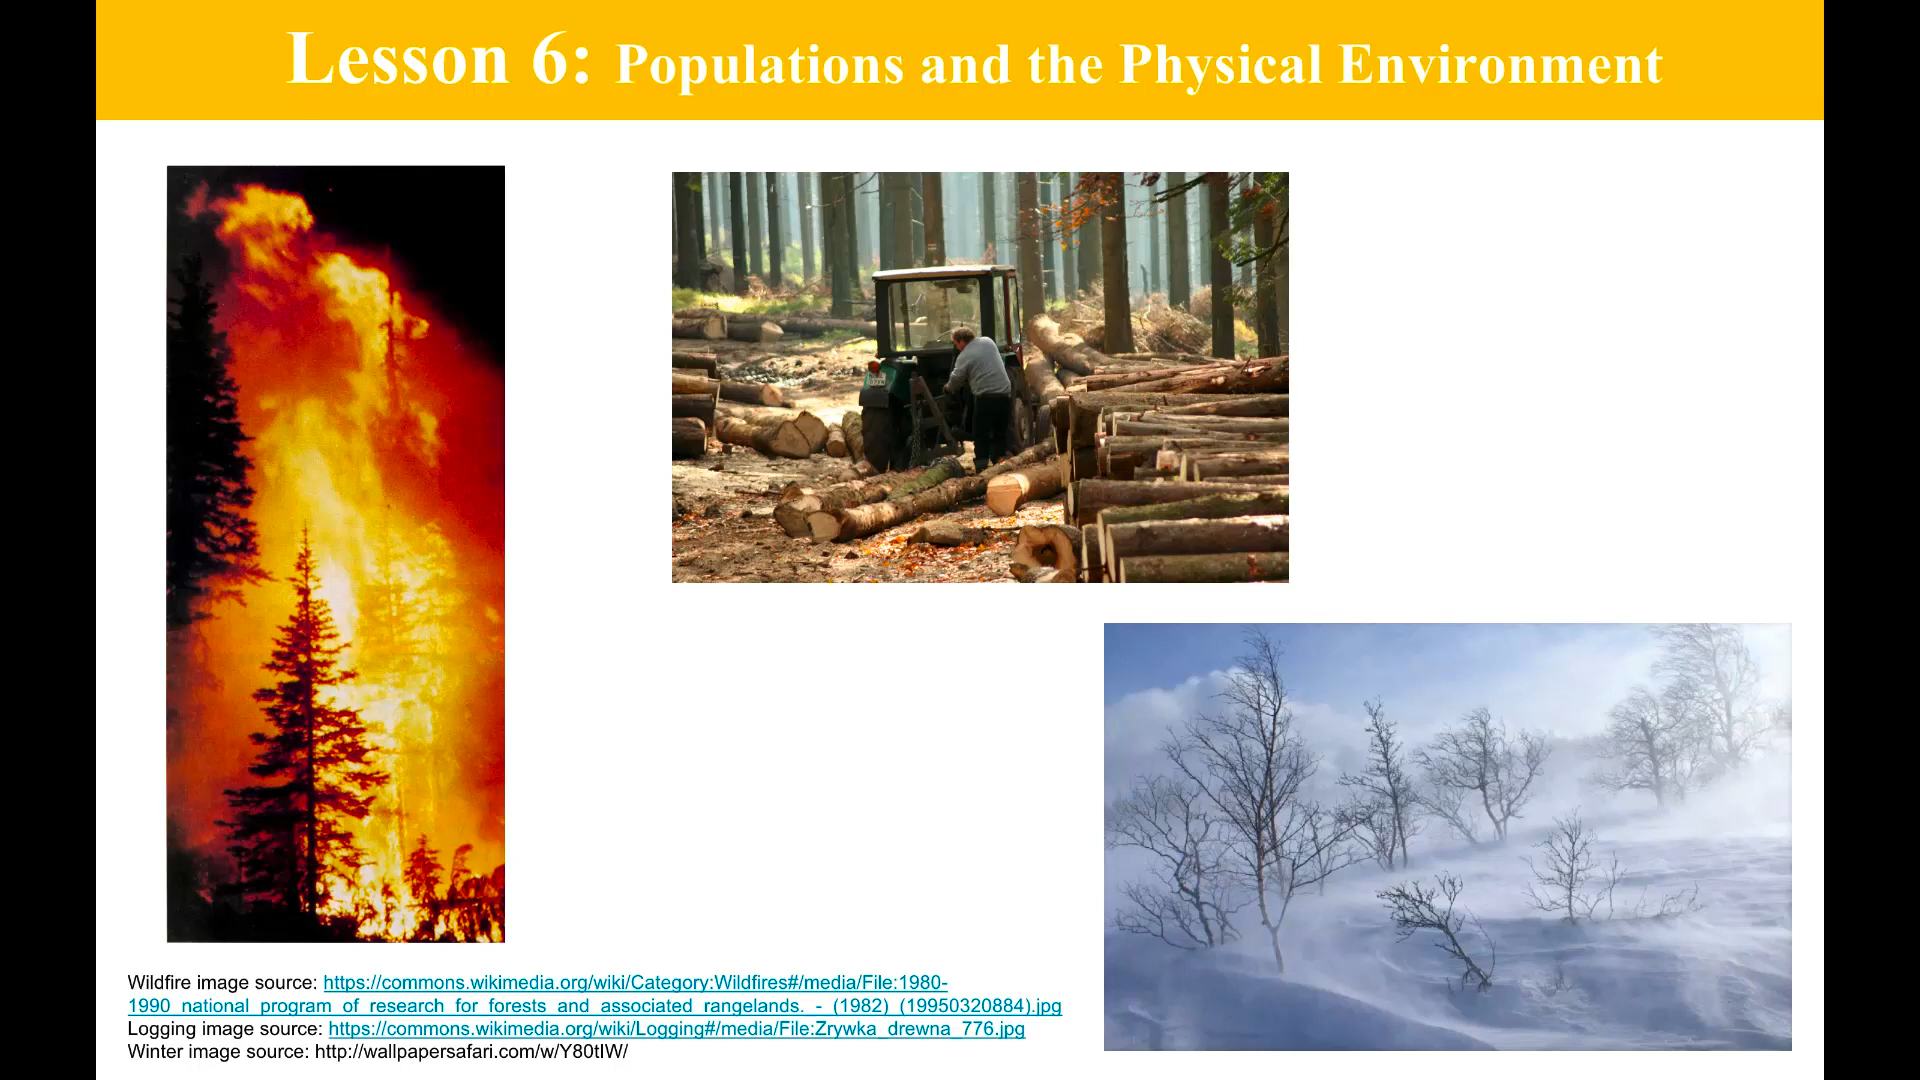 Lesson 6: Populations and the Physical Environment
Wildfire image source: https://commons.wikimedia.org/wiki/Category:Wildfires#/media/File:1980-
1990_national_program_of_research_for_forests_and_associated_rangelands._-_(1982)_(19950320884).jpg
Logging image source: https://commons.wikimedia.org/wiki/Logging#/media/File:Zrywka_drewna_776.jpg
Winter image source: http://wallpapersafari.com/w/Y80tIW/